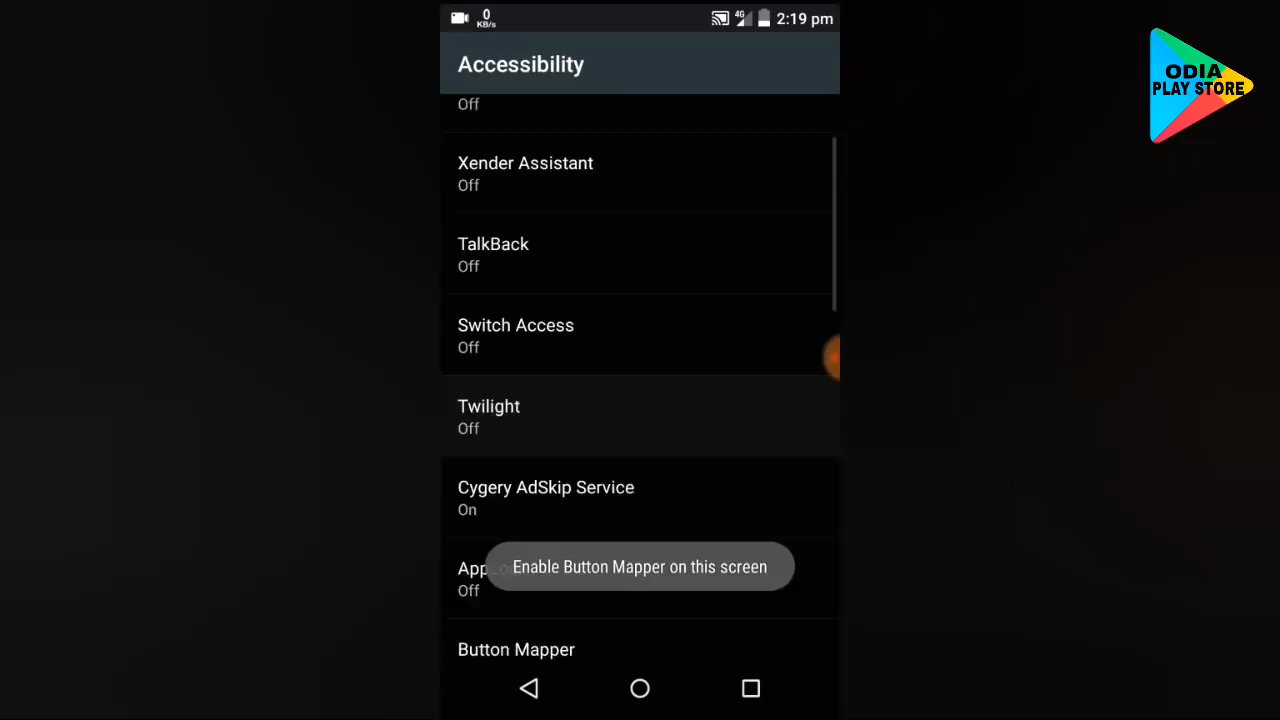 0
KB/s
4G
2:19 pm
ODIA
PLAY STORE
Accessibility
Off
Xender Assistant
Off
TalkBack
Off
Switch Access
Off
Twilight
Off
Cygery AdSkip Service
On
Enable Button Mapper on this screen
Off
Button Mapper